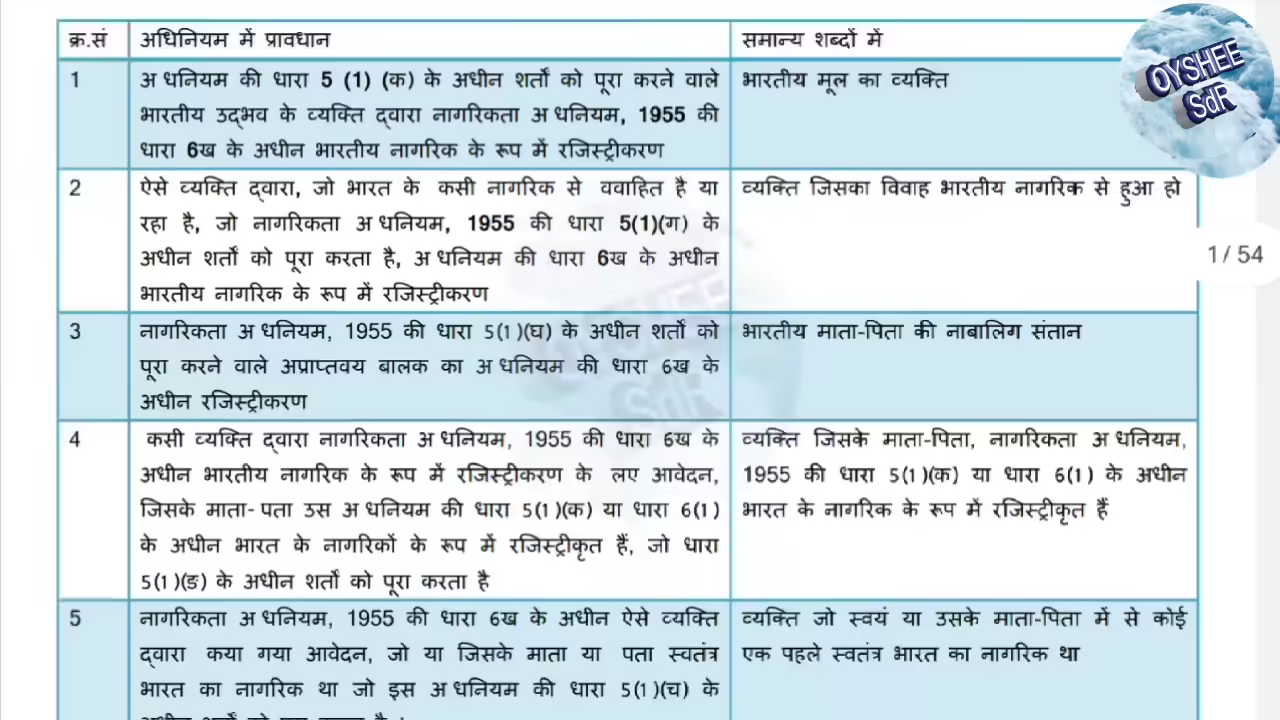 क्र.सं अधिनियम में प्रावधान समान्य शब्दों में
1 अ धनियम की धारा 5 (1) (क) के अधीन शर्तों को पूरा करने वाले भारतीय मूल का व्यक्ति
भारतीय उद्भव के व्यक्ति द्वारा नागरिकता अ धनियम, 1955 की
धारा 6ख के अधीन भारतीय नागरिक के रूप में रजिस्ट्रीकरण
2 ऐसे व्यक्ति द्वारा, जो भारत के कसी नागरिक से ववाहित है या व्यक्ति जिसका विवाह भारतीय नागरिक से हुआ हो
रहा है, जो नागरिकता अ धनियम, 1955 की धारा 5(1)(ग) के
अधीन शर्तों को पूरा करता है, अ धनियम की धारा 6ख के अधीन
भारतीय नागरिक के रूप में रजिस्ट्रीकरण
3 नागरिकता अ धनियम, 1955 की धारा 5(1)(घ) के अधीन शर्तों को भारतीय माता-पिता की नाबालिग संतान
पूरा करने वाले अप्राप्तवय बालक का अ धनियम की धारा 6ख के
अधीन रजिस्ट्रीकरण
4 कसी व्यक्ति द्वारा नागरिकता अ धनियम, 1955 की धारा 6ख के व्यक्ति जिसके माता-पिता, नागरिकता अ धनियम,
अधीन भारतीय नागरिक के रूप में रजिस्ट्रीकरण के लए आवेदन, 1955 की धारा 5(1)(क) या धारा 6(1) के अधीन
जिसके माता- पता उस अ धनियम की धारा 5(1)(क) या धारा 6(1) भारत के नागरिक के रूप में रजिस्ट्रीकृत हैं
के अधीन भारत के नागरिकों के रूप में रजिस्ट्रीकृत हैं, जो धारा
5(1)(ङ) के अधीन शर्तों को पूरा करता है
5 नागरिकता अ धनियम, 1955 की धारा 6ख के अधीन ऐसे व्यक्ति व्यक्ति जो स्वयं या उसके माता-पिता में से कोई
द्वारा कया गया आवेदन, जो या जिसके माता या पता स्वतंत्र एक पहले स्वतंत्र भारत का नागरिक था
भारत का नागरिक था जो इस अ धनियम की धारा 5(1)(च) के
OYSHEE
SdR
1 / 54
OYSHEE
SdR